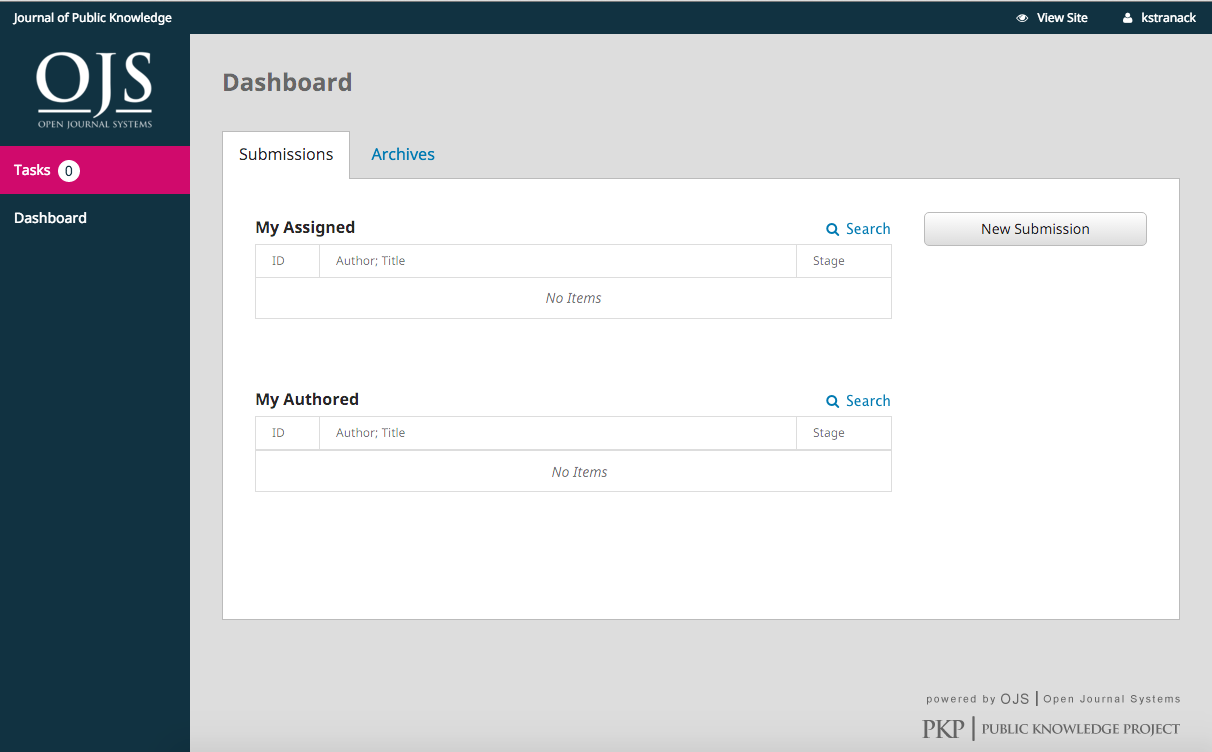 Journal of Public Knowledge View Site kstranack
OJS
OPEN JOURNAL SYSTEMS
Tasks 0
Dashboard
Dashboard
Submissions Archives
My Assigned Search New Submission
ID Author; Title Stage
No Items
My Authored Search
ID Author; Title Stage
No Items
powered by OJS | Open Journal Systems
PKP | PUBLIC KNOWLEDGE PROJECT